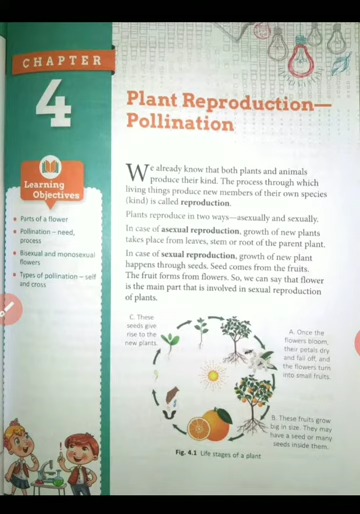 CHAPTER
4
Plant Reproduction—
Pollination
Learning
Objectives
Parts of a flower
Pollination – need,
process
Bisexual and monosexual
flowers
Types of pollination – self
and cross
We already know that both plants and animals
produce their kind. The process through which
living things produce new members of their own species
(kind) is called reproduction.
Plants reproduce in two ways—asexually and sexually.
In case of asexual reproduction, growth of new plants
takes place from leaves, stem or root of the parent plant.
In case of sexual reproduction, growth of new plant
happens through seeds. Seed comes from the fruits.
The fruit forms from flowers. So, we can say that flower
is the main part that is involved in sexual reproduction
of plants.
C. These
seeds give
rise to the
new plants.
A. Once the
flowers bloom,
their petals dry
and fall off, and
the flowers turn
into small fruits.
B. These fruits grow
big in size. They may
have a seed or many
seeds inside them.
Fig. 4.1 Life stages of a plant